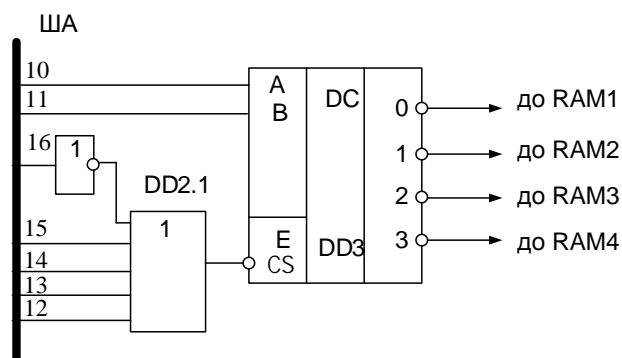 ША
10
11
16
1
DD2.1
15
14
13
12
1
A
B
DC
E
CS
DD3
0
1
2
3
до RAM1
до RAM2
до RAM3
до RAM4